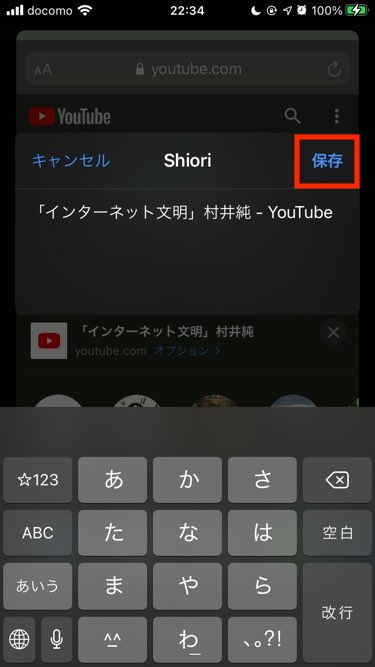 docomo 22:34 100%
AA youtube.com
YouTube
キャンセル Shiori 保存
「インターネット文明」村井純 - YouTube
「インターネット文明」村井純
youtube.com オプション
☆123 あ か さ
ABC た な は 空白
あいう ま や ら
改行
^_^ わ 、。?!